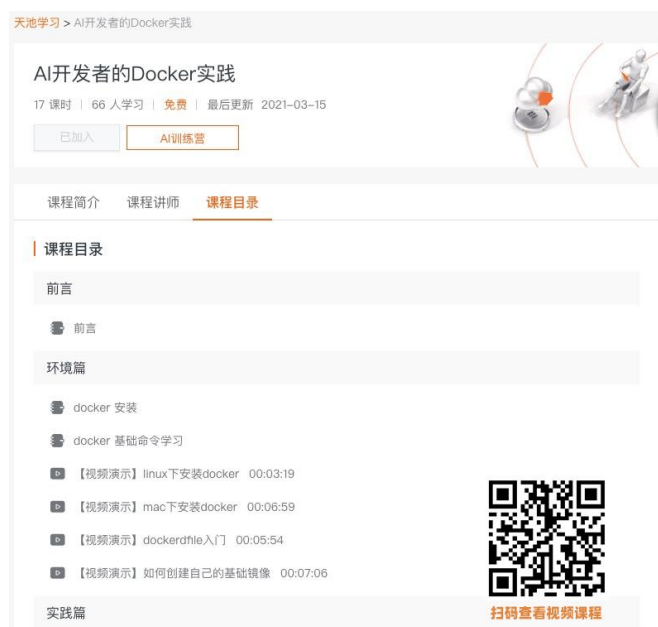 天池学习 > AI开发者的Docker实践
AI开发者的Docker实践
17 课时 | 66 人学习 | 免费 | 最后更新 2021-03-15
已加入 AI训练营
课程简介 课程讲师 课程目录
课程目录
前言
前言
环境篇
docker 安装
docker 基础命令学习
【视频演示】linux下安装docker 00:03:19
【视频演示】mac下安装docker 00:06:59
【视频演示】dockerdfile入门 00:05:54
【视频演示】如何创建自己的基础镜像 00:07:06
实践篇
扫码查看视频课程